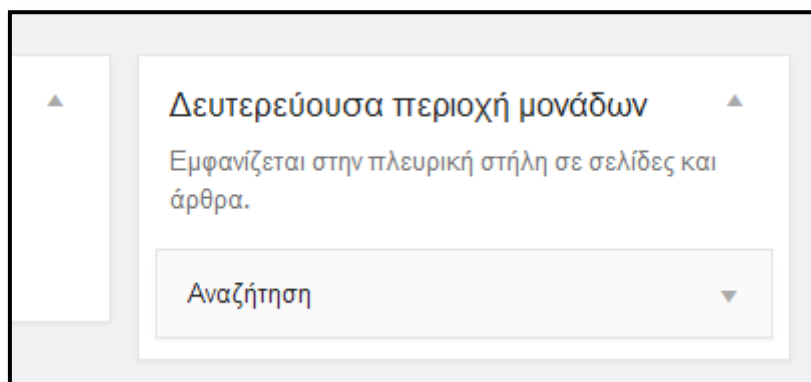 Δευτερεύουσα περιοχή μονάδων
Εμφανίζεται στην πλευρική στήλη σε σελίδες και
άρθρα.
Αναζήτηση